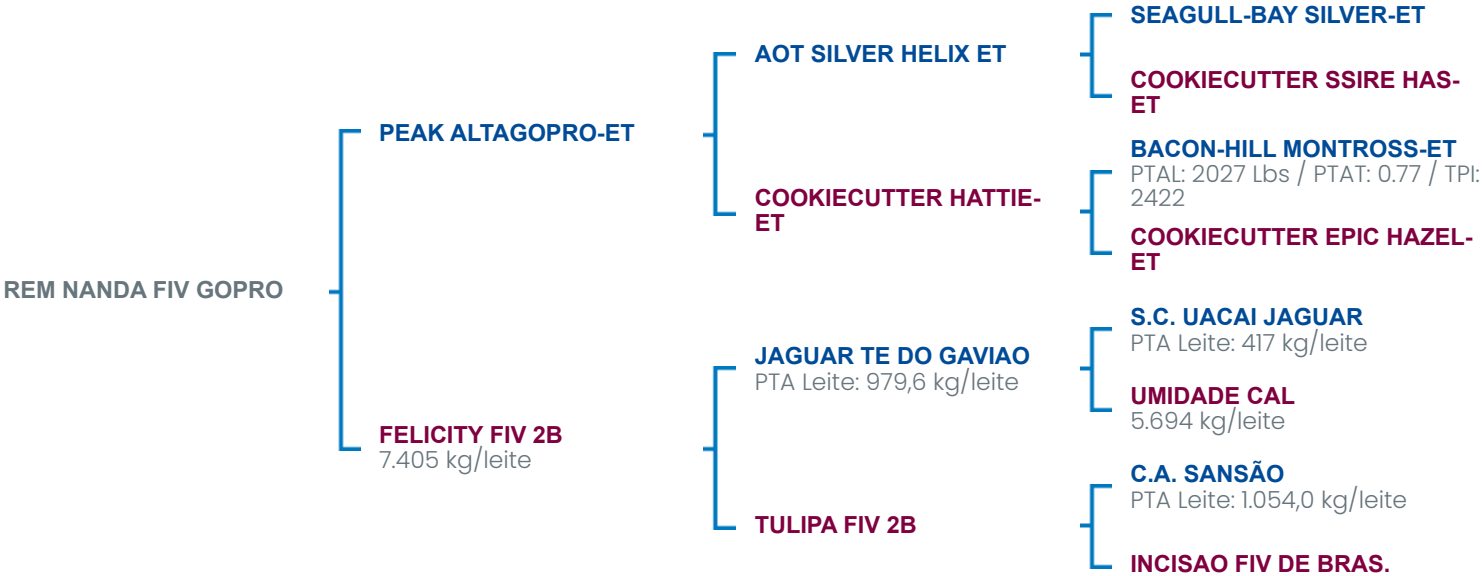 SEAGULL-BAY SILVER-ET
AOT SILVER HELIX ET
COOKIECUTTER SSIRE HAS-
ET
PEAK ALTAGOPRO-ET
BACON-HILL MONTROSS-ET
PTAL: 2027 Lbs / PTAT: 0.77 / TPI:
2422
COOKIECUTTER HATTIE-
ET
COOKIECUTTER EPIC HAZEL-
ET
REM NANDA FIV GOPRO
S.C. UACAI JAGUAR
PTA Leite: 417 kg/leite
JAGUAR TE DO GAVIAO
PTA Leite: 979,6 kg/leite
UMIDADE CAL
5.694 kg/leite
FELICITY FIV 2B
7.405 kg/leite
C.A. SANSÃO
PTA Leite: 1.054,0 kg/leite
TULIPA FIV 2B
INCISAO FIV DE BRAS.